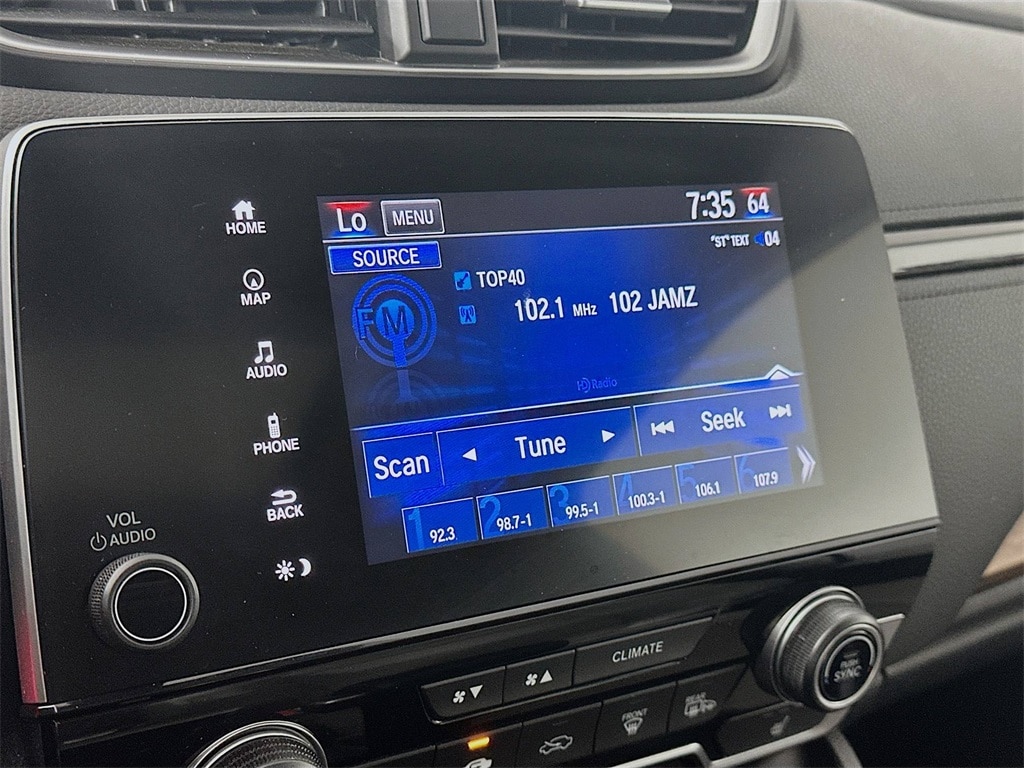 Lo MENU 7:35 64
SOURCE "ST" TEXT 04
TOP40
FM 102.1 MHz 102 JAMZ
HD Radio
Scan Tune Seek
1 92.3 2 98.7-1 3 99.5-1 4 100.3-1 5 106.1 6 107.9
HOME
MAP
AUDIO
PHONE
BACK
VOL
AUDIO
CLIMATE
PUSH
SYNC
FRONT
REAR